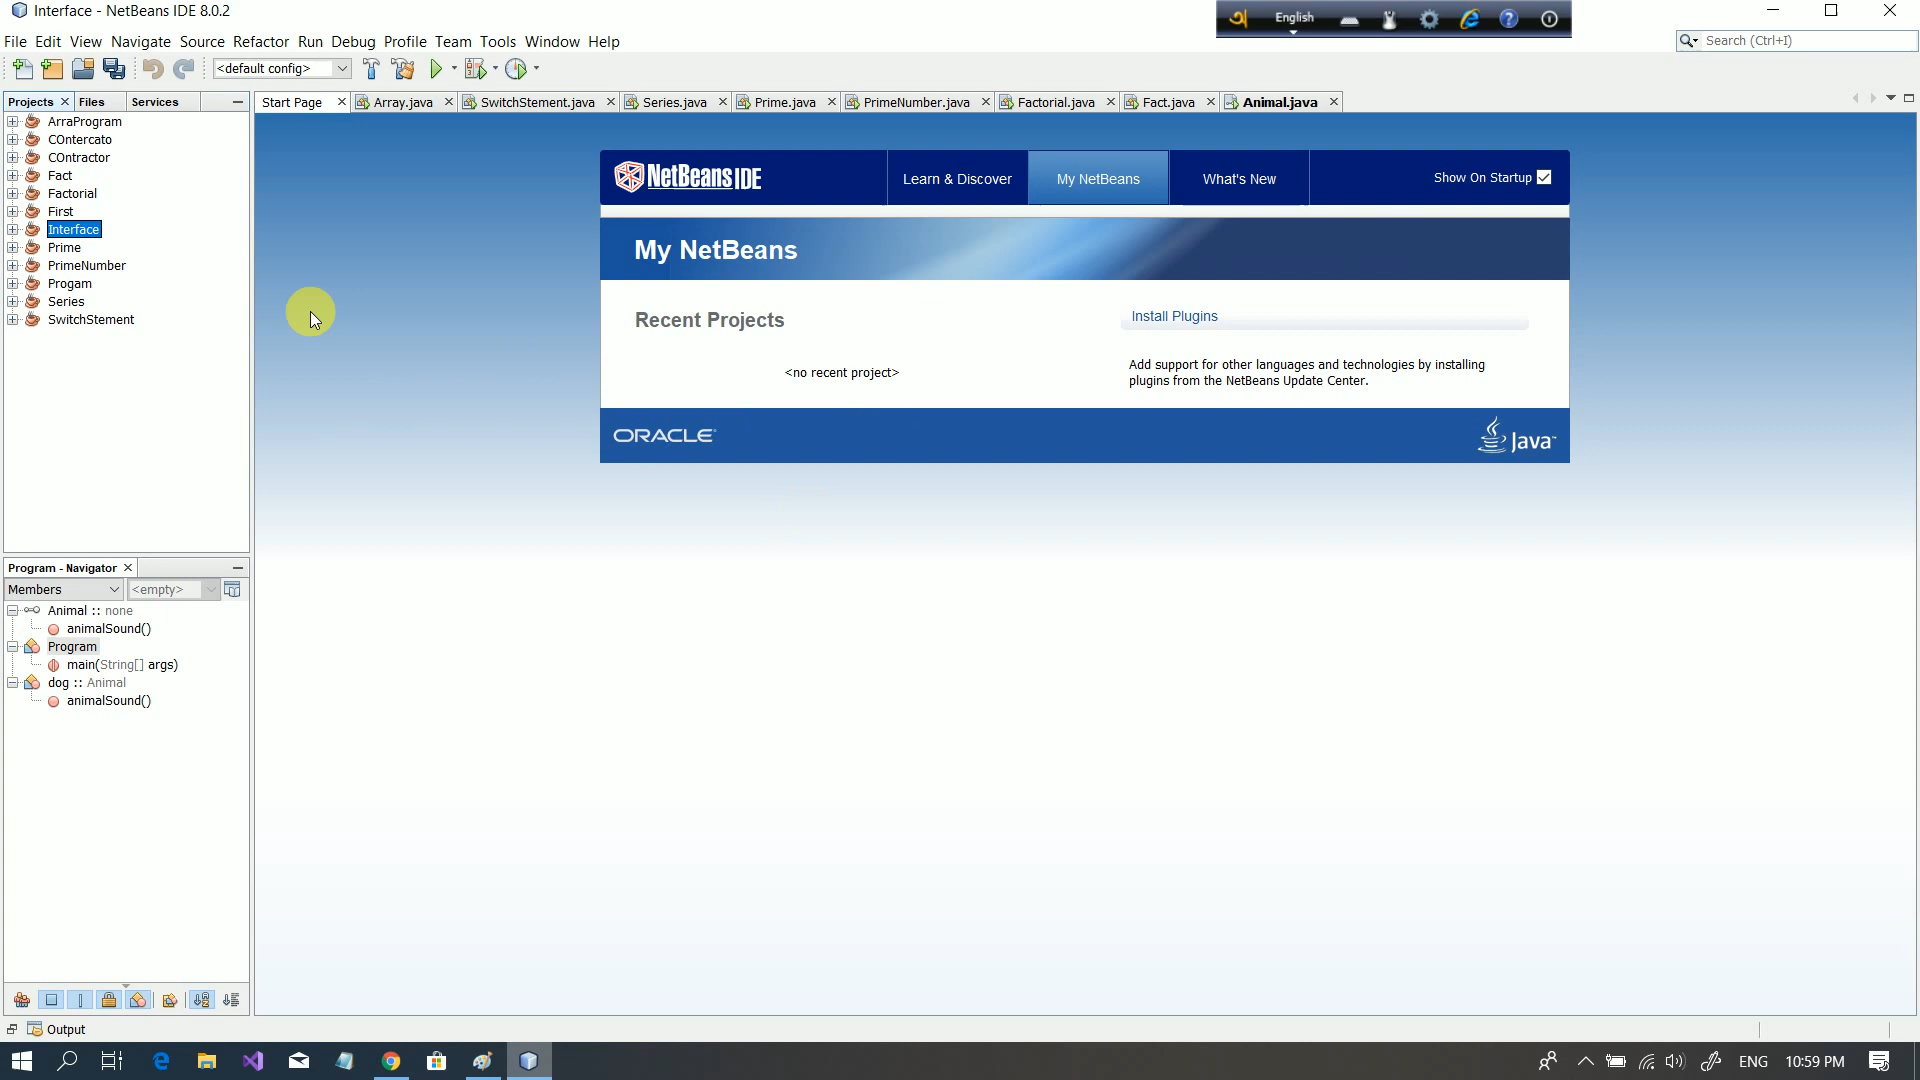 Interface - NetBeans IDE 8.0.2
English
File Edit View Navigate Source Refactor Run Debug Profile Team Tools Window Help
Search (Ctrl+I)
<default config>
Projects Files Services
Start Page Array.java SwitchStement.java Series.java Prime.java PrimeNumber.java Factorial.java Fact.java Animal.java
ArraProgram
COntercato
COntractor
Fact
Factorial
First
Interface
Prime
PrimeNumber
Progam
Series
SwitchStement
NetBeans IDE
Learn & Discover
My NetBeans
What's New
Show On Startup
My NetBeans
Recent Projects
<no recent project>
Install Plugins
Add support for other languages and technologies by installing
plugins from the NetBeans Update Center.
ORACLE
Java
Program - Navigator
Members
<empty>
Animal :: none
animalSound()
Program
main(String[] args)
dog :: Animal
animalSound()
Output
ENG
10:59 PM